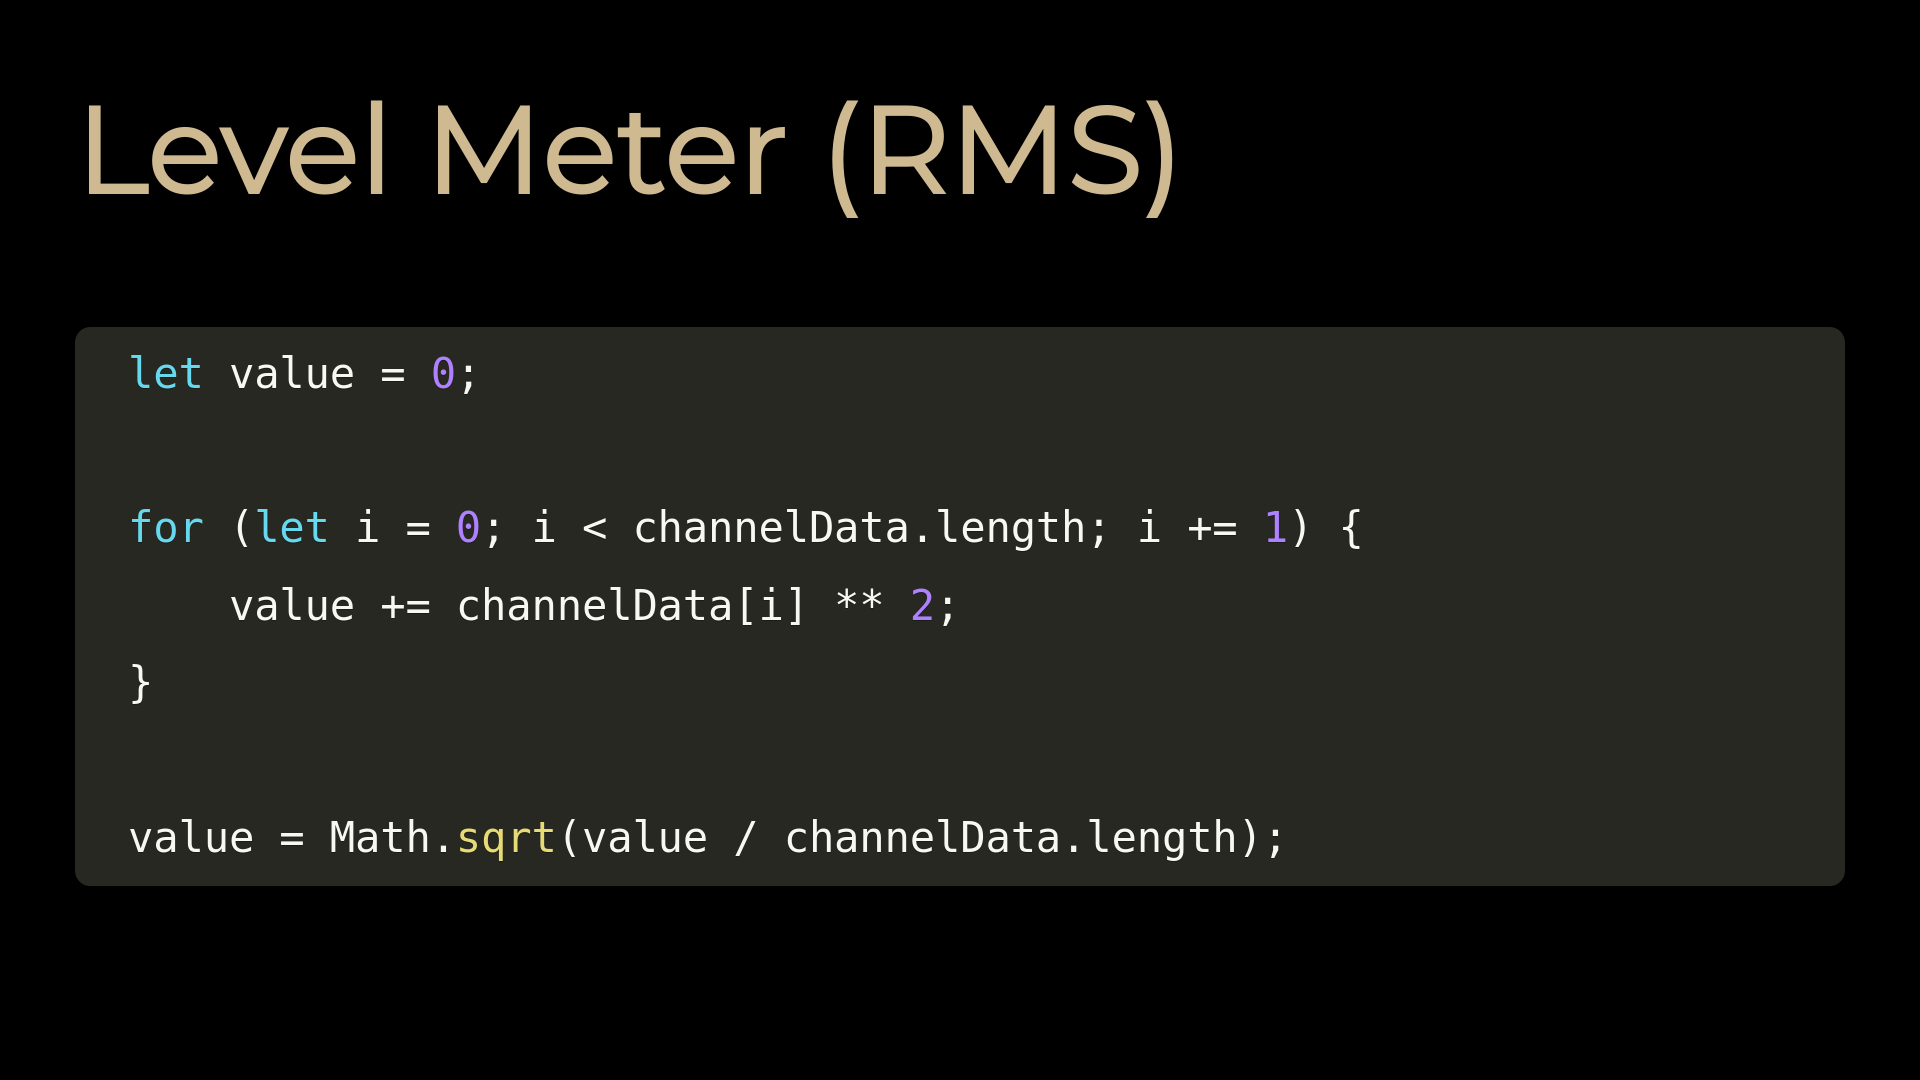 Level Meter (RMS)
let value = 0;
for (let i = 0; i < channelData.length; i += 1) {
    value += channelData[i] ** 2;
}
value = Math.sqrt(value / channelData.length);